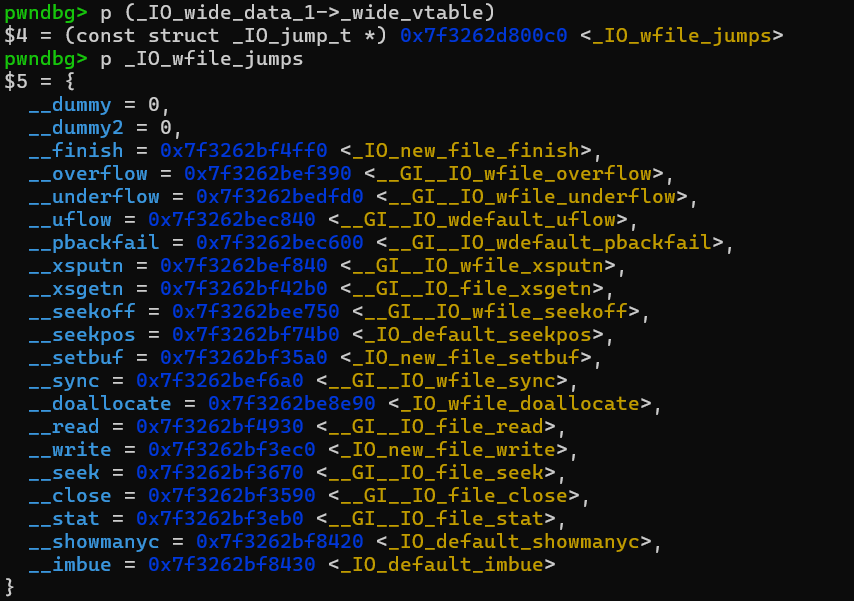 pwndbg> p (_IO_wide_data_1->_wide_vtable)
$4 = (const struct _IO_jump_t *) 0x7f3262d800c0 <_IO_wfile_jumps>
pwndbg> p _IO_wfile_jumps
$5 = {
  __dummy = 0,
  __dummy2 = 0,
  __finish = 0x7f3262bf4ff0 <_IO_new_file_finish>,
  __overflow = 0x7f3262bef390 <__GI__IO_wfile_overflow>,
  __underflow = 0x7f3262bedfd0 <__GI__IO_wfile_underflow>,
  __uflow = 0x7f3262bec840 <__GI__IO_wdefault_uflow>,
  __pbackfail = 0x7f3262bec600 <__GI__IO_wdefault_pbackfail>,
  __xsputn = 0x7f3262bef840 <__GI__IO_wfile_xsputn>,
  __xsgetn = 0x7f3262bf42b0 <__GI__IO_file_xsgetn>,
  __seekoff = 0x7f3262bee750 <__GI__IO_wfile_seekoff>,
  __seekpos = 0x7f3262bf74b0 <_IO_default_seekpos>,
  __setbuf = 0x7f3262bf35a0 <_IO_new_file_setbuf>,
  __sync = 0x7f3262bef6a0 <__GI__IO_wfile_sync>,
  __doallocate = 0x7f3262be8e90 <_IO_wfile_doallocate>,
  __read = 0x7f3262bf4930 <__GI__IO_file_read>,
  __write = 0x7f3262bf3ec0 <_IO_new_file_write>,
  __seek = 0x7f3262bf3670 <__GI__IO_file_seek>,
  __close = 0x7f3262bf3590 <__GI__IO_file_close>,
  __stat = 0x7f3262bf3eb0 <__GI__IO_file_stat>,
  __showmanyc = 0x7f3262bf8420 <_IO_default_showmanyc>,
  __imbue = 0x7f3262bf8430 <_IO_default_imbue>
}